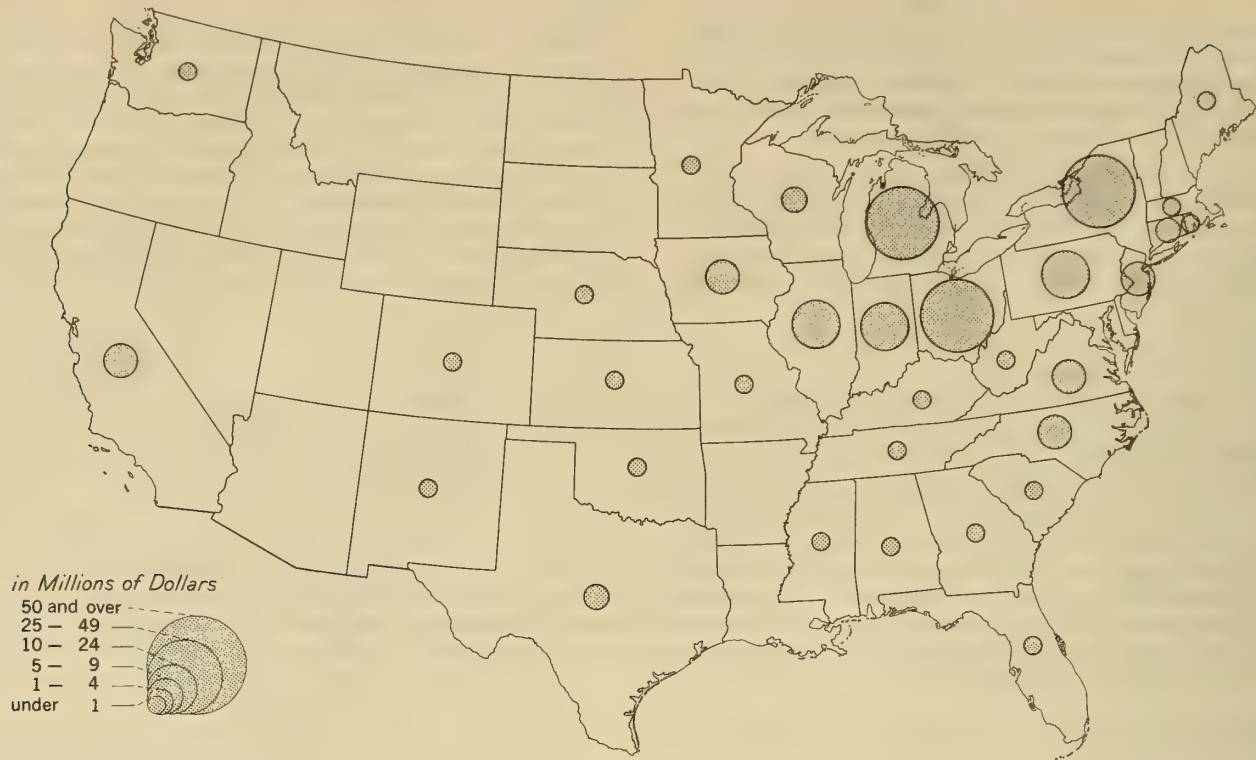 in Millions of Dollars
50 and over
25 – 49
10 – 24
5 – 9
1 – 4
under 1